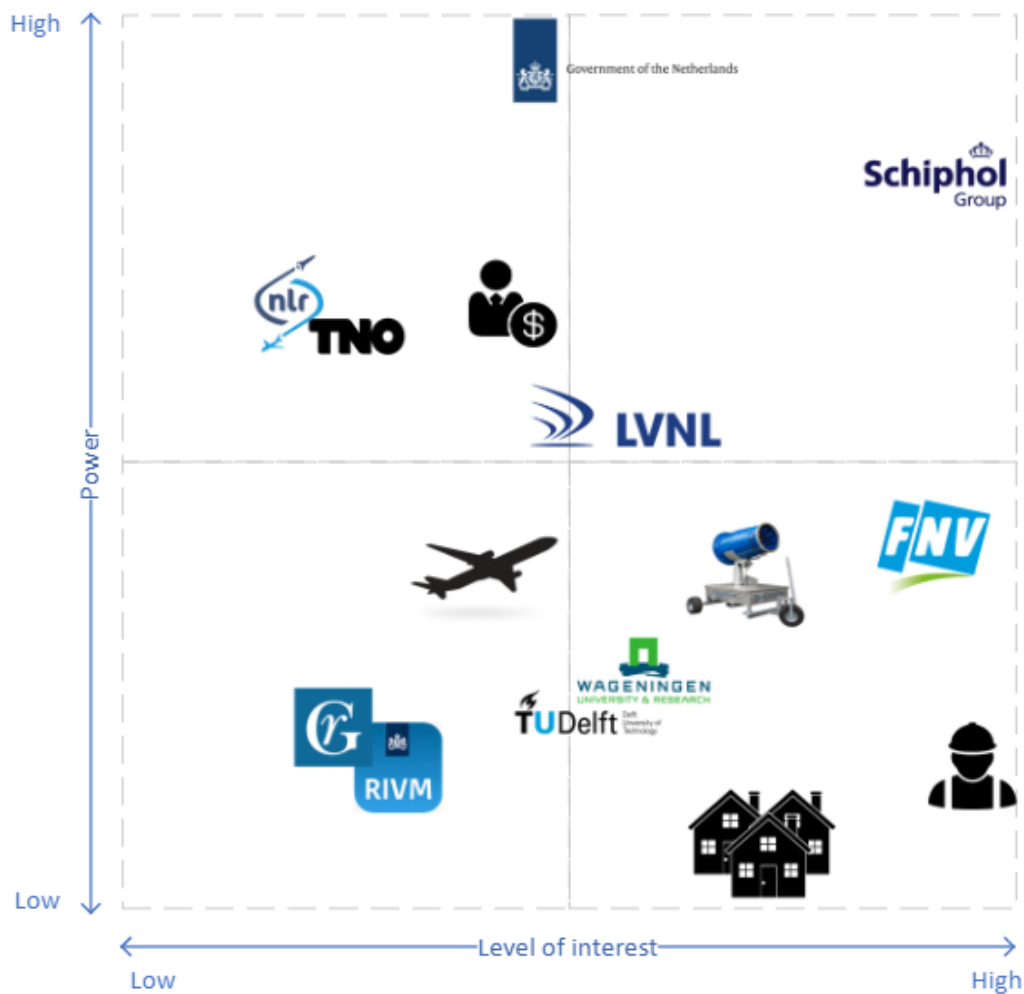 High
Government of the Netherlands
Schiphol
Group
nlr
TNO
$
LVNL
Power
FNV
WAGENINGEN
UNIVERSITY & RESEARCH
TUDelft
Delft
University of
Technology
Gr
RIVM
Low
Level of interest
Low
High